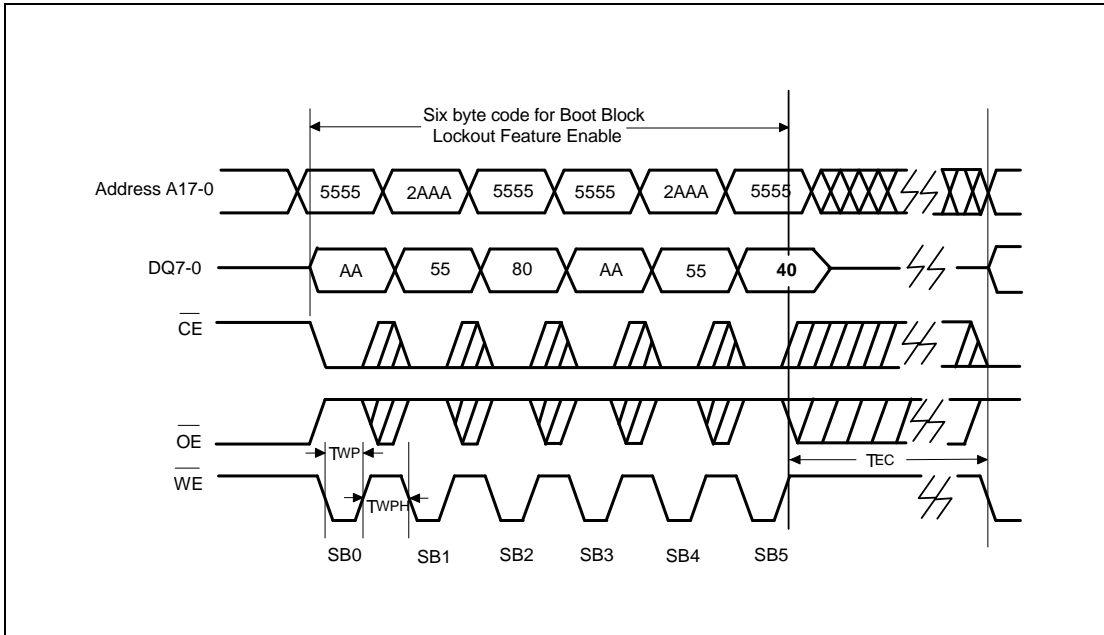 Six byte code for Boot Block
Lockout Feature Enable
Address A17-0 5555 2AAA 5555 5555 2AAA 5555
DQ7-0 AA 55 80 AA 55 40
CE
OE
TWP
TEC
WE
TWPH
SB0 SB1 SB2 SB3 SB4 SB5